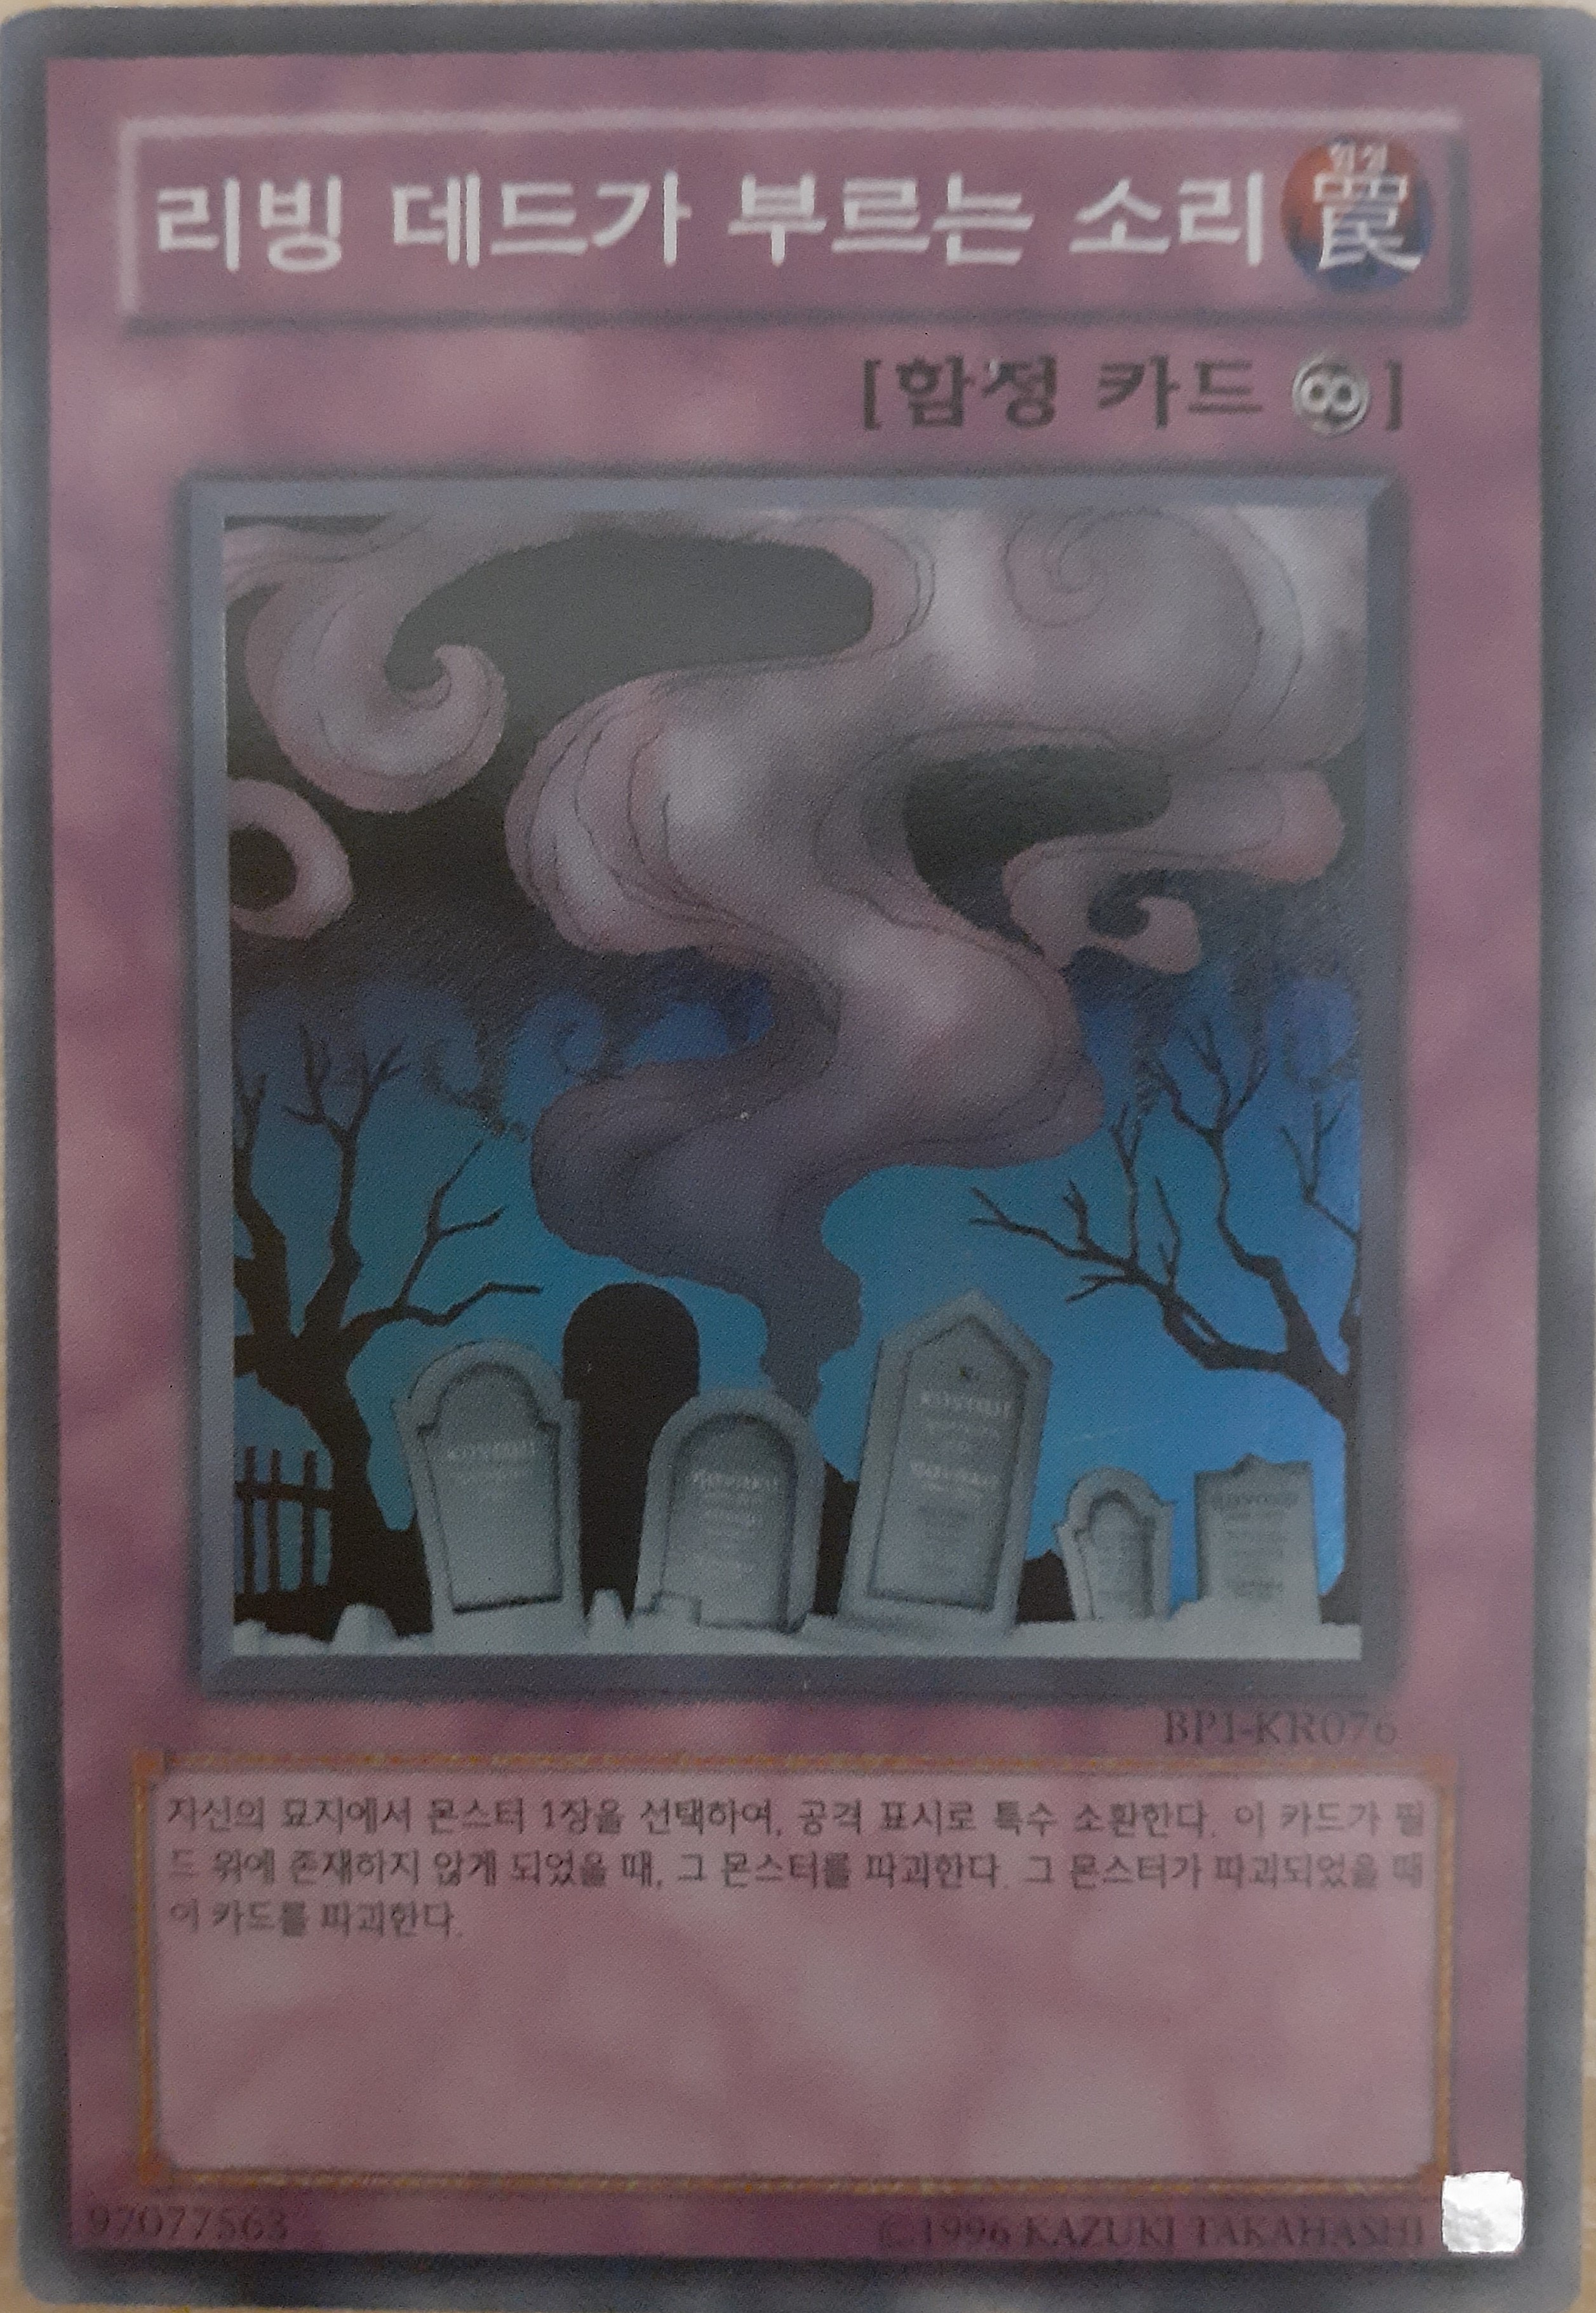 리빙 데드가 부르는 소리 함정 罠
[함정 카드 ∞]
BP1-KR076
자신의 묘지에서 몬스터 1장을 선택하여, 공격 표시로 특수 소환한다. 이 카드가 필
드 위에 존재하지 않게 되었을 때, 그 몬스터를 파괴한다. 그 몬스터가 파괴되었을 때
이 카드를 파괴한다.
97077563
©1996 KAZUKI TAKAHASHI